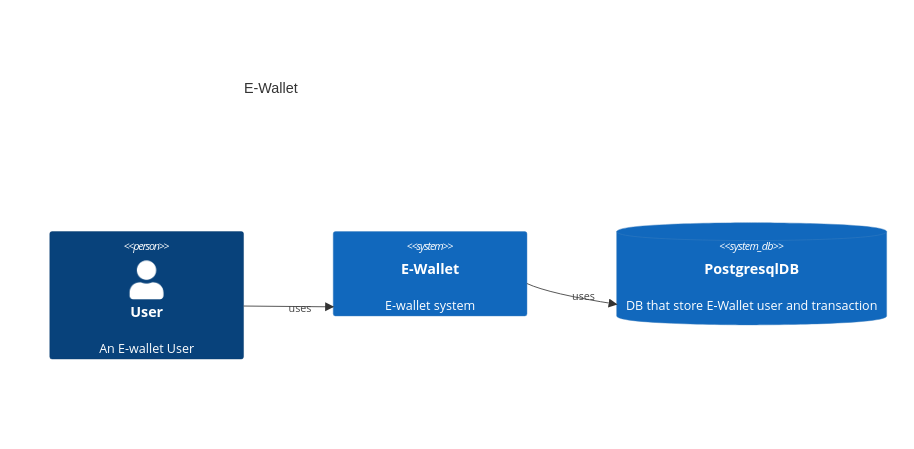 E-Wallet
<<person>>
User
An E-wallet User
uses
<<system>>
E-Wallet
E-wallet system
uses
<<system_db>>
PostgresqlDB
DB that store E-Wallet user and transaction